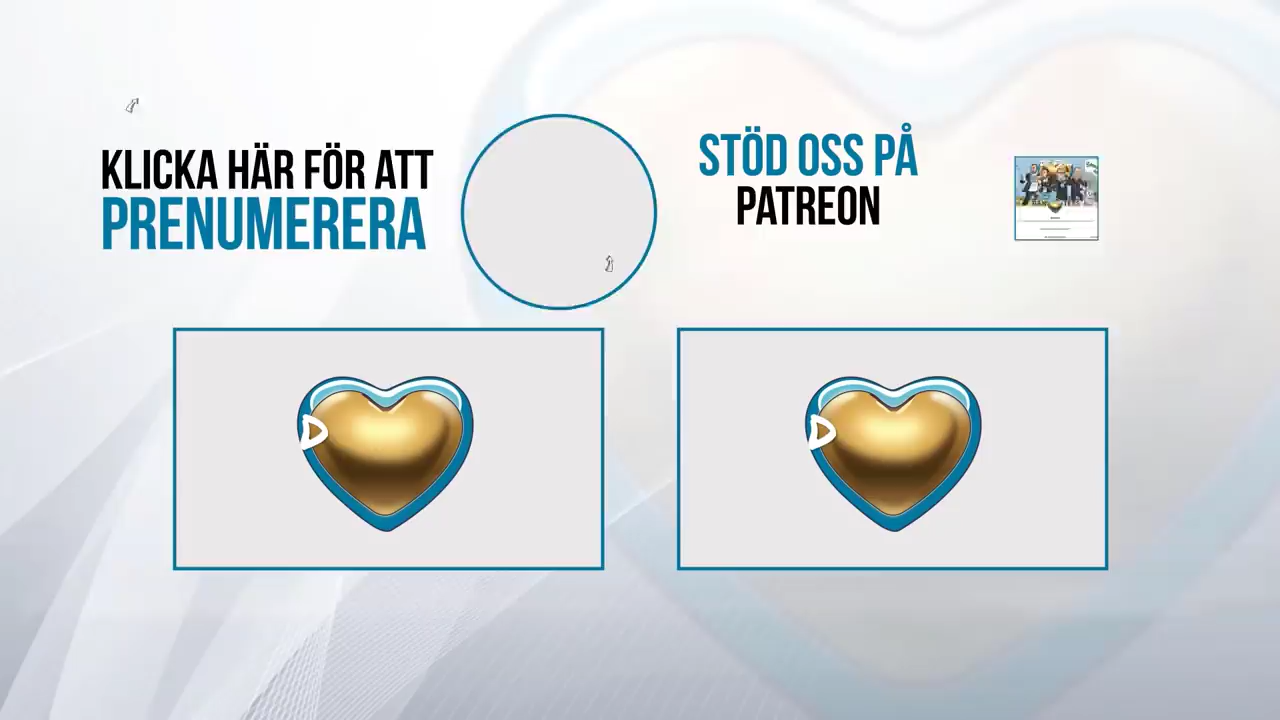 KLICKA HÄR FÖR ATT
PRENUMERERA
STÖD OSS PÅ
PATREON